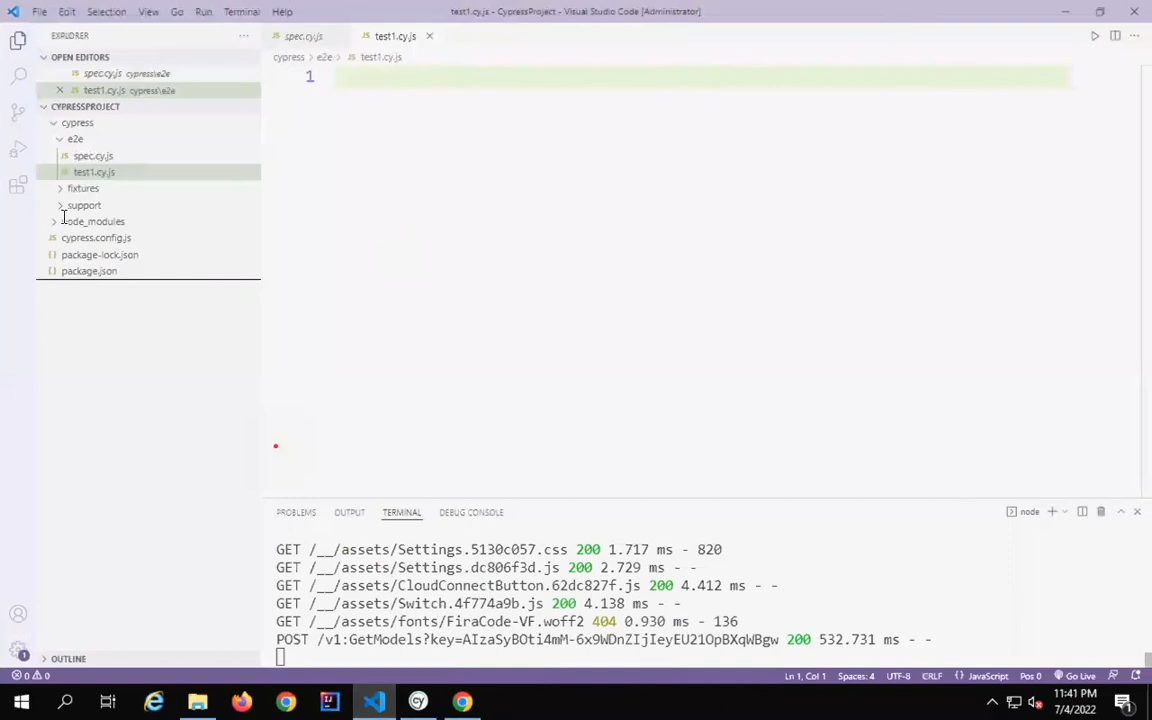 File Edit Selection View Go Run Terminal Help test1.cy.js - CypressProject - Visual Studio Code [Administrator]
EXPLORER
spec.cy.js test1.cy.js
OPEN EDITORS
cypress e2e test1.cy.js
spec.cy.js cypress\e2e
test1.cy.js cypress\e2e
1
CYPRESSPROJECT
cypress
e2e
spec.cy.js
test1.cy.js
fixtures
support
ode_modules
cypress.config.js
package-lock.json
package.json
PROBLEMS OUTPUT TERMINAL DEBUG CONSOLE node
GET /__/assets/Settings.5130c057.css 200 1.717 ms - 820
GET /__/assets/Settings.dc806f3d.js 200 2.729 ms - -
GET /__/assets/CloudConnectButton.62dc827f.js 200 4.412 ms - -
GET /__/assets/Switch.4f774a9b.js 200 4.138 ms - -
GET /__/assets/fonts/FiraCode-VF.woff2 404 0.930 ms - 136
POST /v1:GetModels?key=AIzaSyBOti4mM-6x9WDnZIjIeyEU21OpBXqWBgw 200 532.731 ms - -
OUTLINE
0 0 Ln 1, Col 1 Spaces: 4 UTF-8 CRLF {} JavaScript Pos 0 Go Live
11:41 PM
7/4/2022